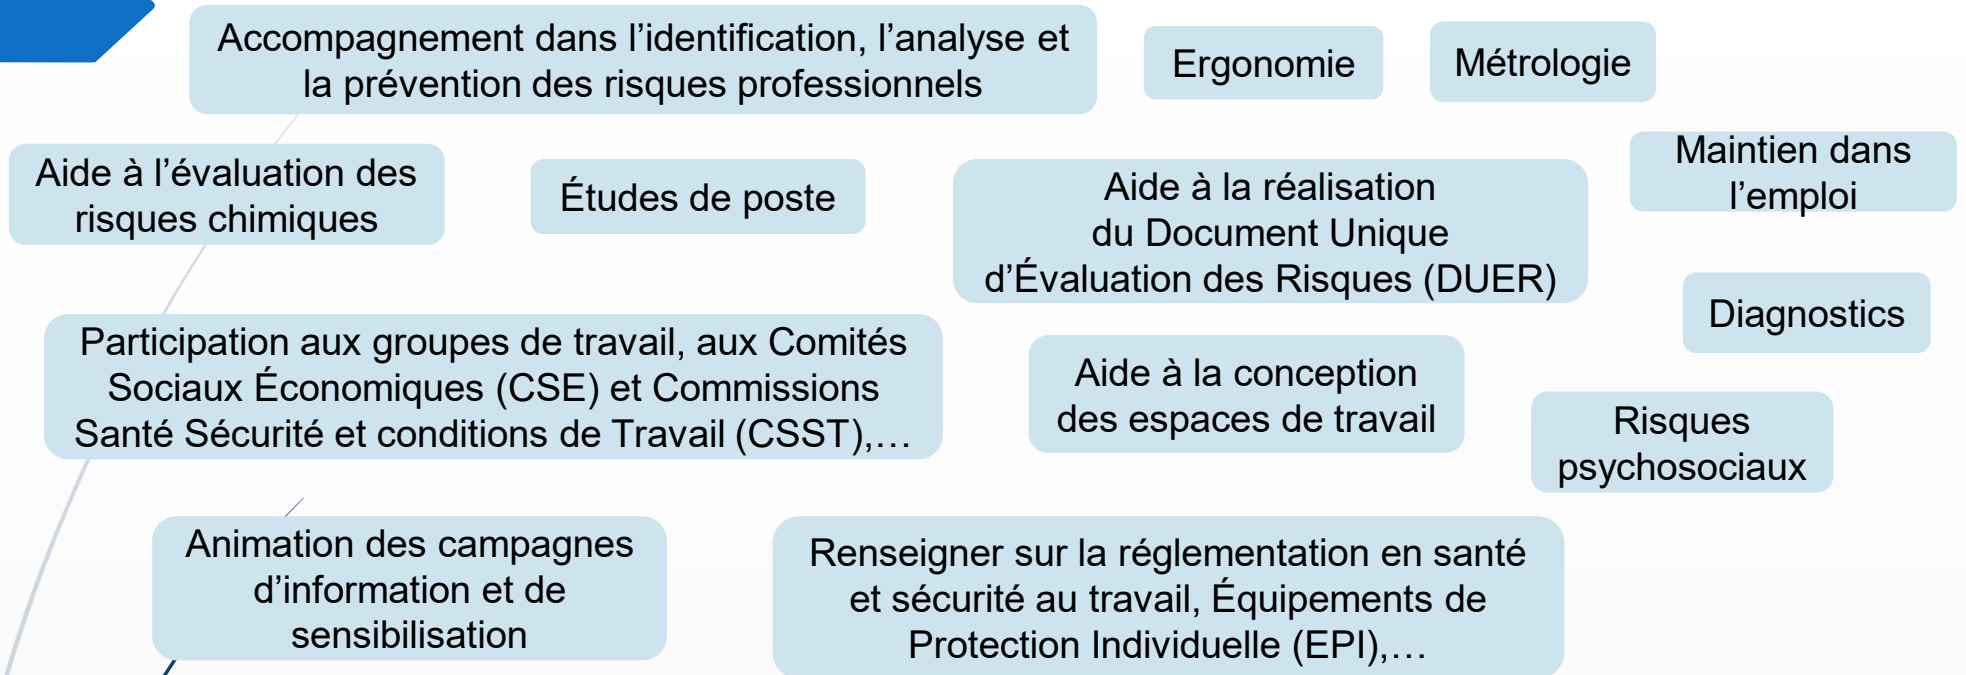 Accompagnement dans l’identification, l’analyse et
la prévention des risques professionnels
Ergonomie
Métrologie
Aide à l’évaluation des
risques chimiques
Études de poste
Aide à la réalisation
du Document Unique
d’Évaluation des Risques (DUER)
Maintien dans
l’emploi
Participation aux groupes de travail, aux Comités
Sociaux Économiques (CSE) et Commissions
Santé Sécurité et conditions de Travail (CSST),…
Aide à la conception
des espaces de travail
Diagnostics
Risques
psychosociaux
Animation des campagnes
d’information et de
sensibilisation
Renseigner sur la réglementation en santé
et sécurité au travail, Équipements de
Protection Individuelle (EPI),…